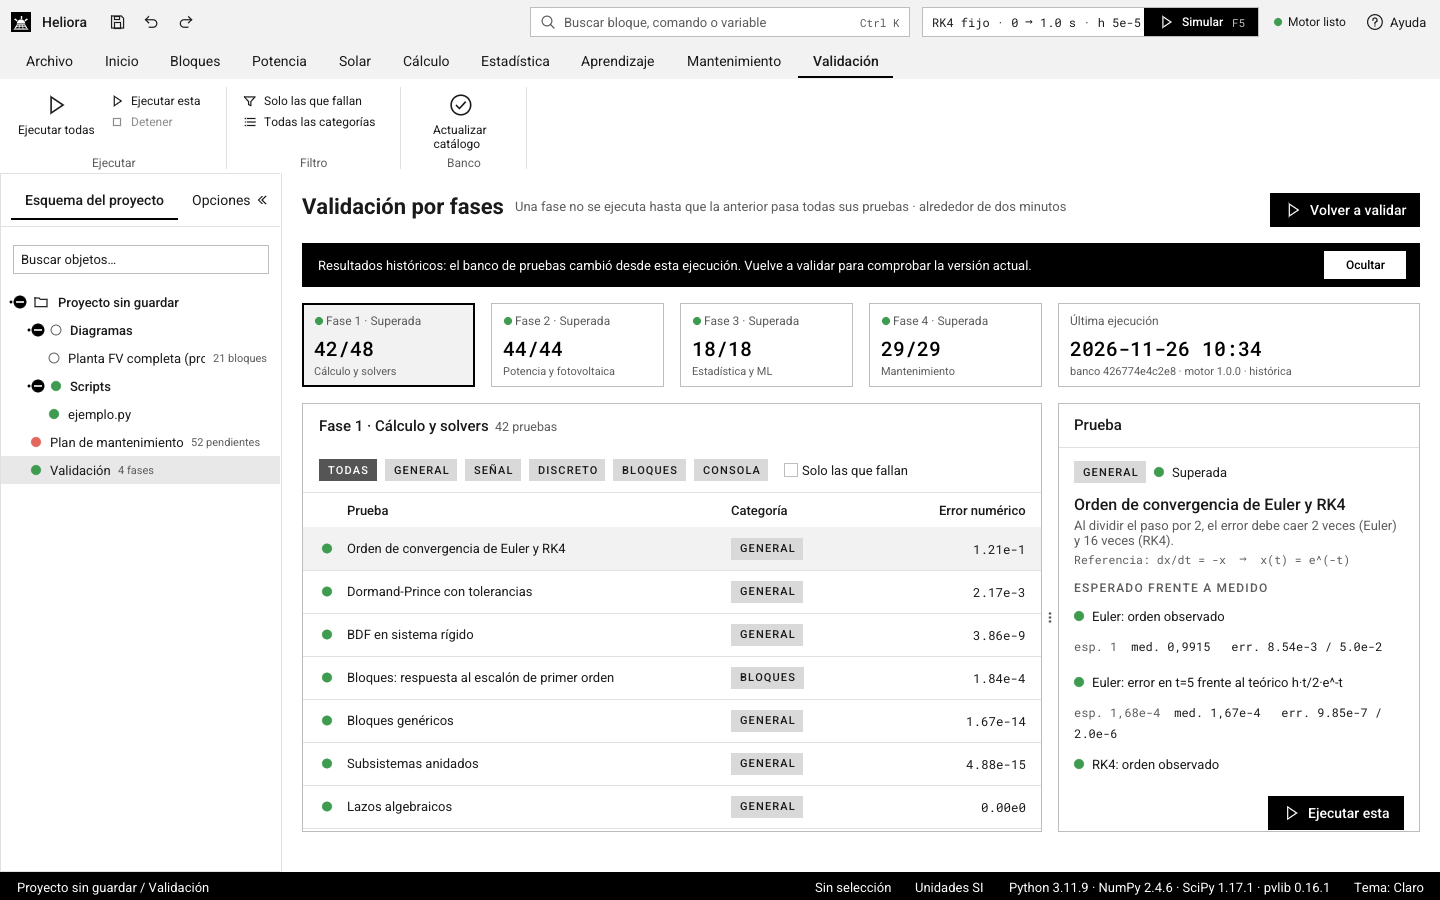 Heliora
Buscar bloque, comando o variable
Ctrl K
RK4 fijo · 0 → 1.0 s · h 5e-5
Simular F5
Motor listo
Ayuda
Archivo
Inicio
Bloques
Potencia
Solar
Cálculo
Estadística
Aprendizaje
Mantenimiento
Validación
Ejecutar todas
Ejecutar esta
Detener
Ejecutar
Solo las que fallan
Todas las categorías
Filtro
Actualizar
catálogo
Banco
Esquema del proyecto
Opciones
Buscar objetos…
Proyecto sin guardar
Diagramas
Planta FV completa (prc 21 bloques
Scripts
ejemplo.py
Plan de mantenimiento 52 pendientes
Validación 4 fases
Validación por fases
Una fase no se ejecuta hasta que la anterior pasa todas sus pruebas · alrededor de dos minutos
Volver a validar
Resultados históricos: el banco de pruebas cambió desde esta ejecución. Vuelve a validar para comprobar la versión actual.
Ocultar
Fase 1 · Superada
42/48
Cálculo y solvers
Fase 2 · Superada
44/44
Potencia y fotovoltaica
Fase 3 · Superada
18/18
Estadística y ML
Fase 4 · Superada
29/29
Mantenimiento
Última ejecución
2026-11-26 10:34
banco 426774e4c2e8 · motor 1.0.0 · histórica
Fase 1 · Cálculo y solvers 42 pruebas
TODAS
GENERAL
SEÑAL
DISCRETO
BLOQUES
CONSOLA
Solo las que fallan
Prueba Categoría Error numérico
Orden de convergencia de Euler y RK4 GENERAL 1.21e-1
Dormand-Prince con tolerancias GENERAL 2.17e-3
BDF en sistema rígido GENERAL 3.86e-9
Bloques: respuesta al escalón de primer orden BLOQUES 1.84e-4
Bloques genéricos GENERAL 1.67e-14
Subsistemas anidados GENERAL 4.88e-15
Lazos algebraicos GENERAL 0.00e0
Prueba
GENERAL Superada
Orden de convergencia de Euler y RK4
Al dividir el paso por 2, el error debe caer 2 veces (Euler)
y 16 veces (RK4).
Referencia: dx/dt = -x → x(t) = e^(-t)
ESPERADO FRENTE A MEDIDO
Euler: orden observado
esp. 1 med. 0,9915 err. 8.54e-3 / 5.0e-2
Euler: error en t=5 frente al teórico h·t/2·e^-t
esp. 1,68e-4 med. 1,67e-4 err. 9.85e-7 /
2.0e-6
RK4: orden observado
Ejecutar esta
Proyecto sin guardar / Validación
Sin selección
Unidades SI
Python 3.11.9 · NumPy 2.4.6 · SciPy 1.17.1 · pvlib 0.16.1
Tema: Claro